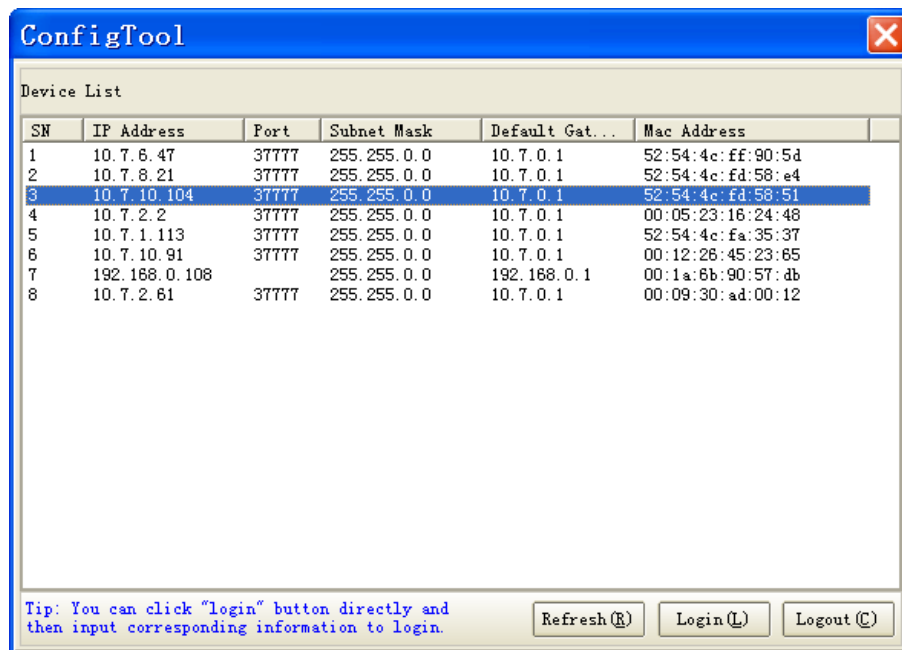 ConfigTool
Device List
SN IP Address Port Subnet Mask Default Gat... Mac Address
1 10.7.6.47 37777 255.255.0.0 10.7.0.1 52:54:4c:ff:90:5d
2 10.7.8.21 37777 255.255.0.0 10.7.0.1 52:54:4c:fd:58:e4
3 10.7.10.104 37777 255.255.0.0 10.7.0.1 52:54:4c:fd:58:51
4 10.7.2.2 37777 255.255.0.0 10.7.0.1 00:05:23:16:24:48
5 10.7.1.113 37777 255.255.0.0 10.7.0.1 52:54:4c:fa:35:37
6 10.7.10.91 37777 255.255.0.0 10.7.0.1 00:12:26:45:23:65
7 192.168.0.108 255.255.0.0 192.168.0.1 00:1a:6b:90:57:db
8 10.7.2.61 37777 255.255.0.0 10.7.0.1 00:09:30:ad:00:12
Tip: You can click "login" button directly and
then input corresponding information to login.
Refresh(R) Login(L) Logout(C)